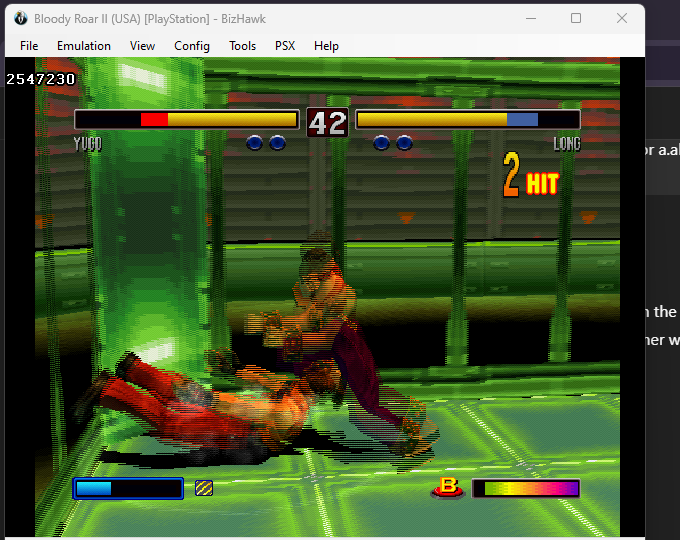 Bloody Roar II (USA) [PlayStation] - BizHawk
File Emulation View Config Tools PSX Help
2547230
42
YUGO LONG
2 HIT
B
or a.al
n the